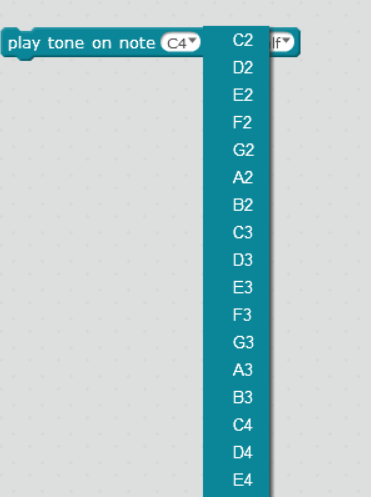 play tone on note C4 lf
C2
D2
E2
F2
G2
A2
B2
C3
D3
E3
F3
G3
A3
B3
C4
D4
E4